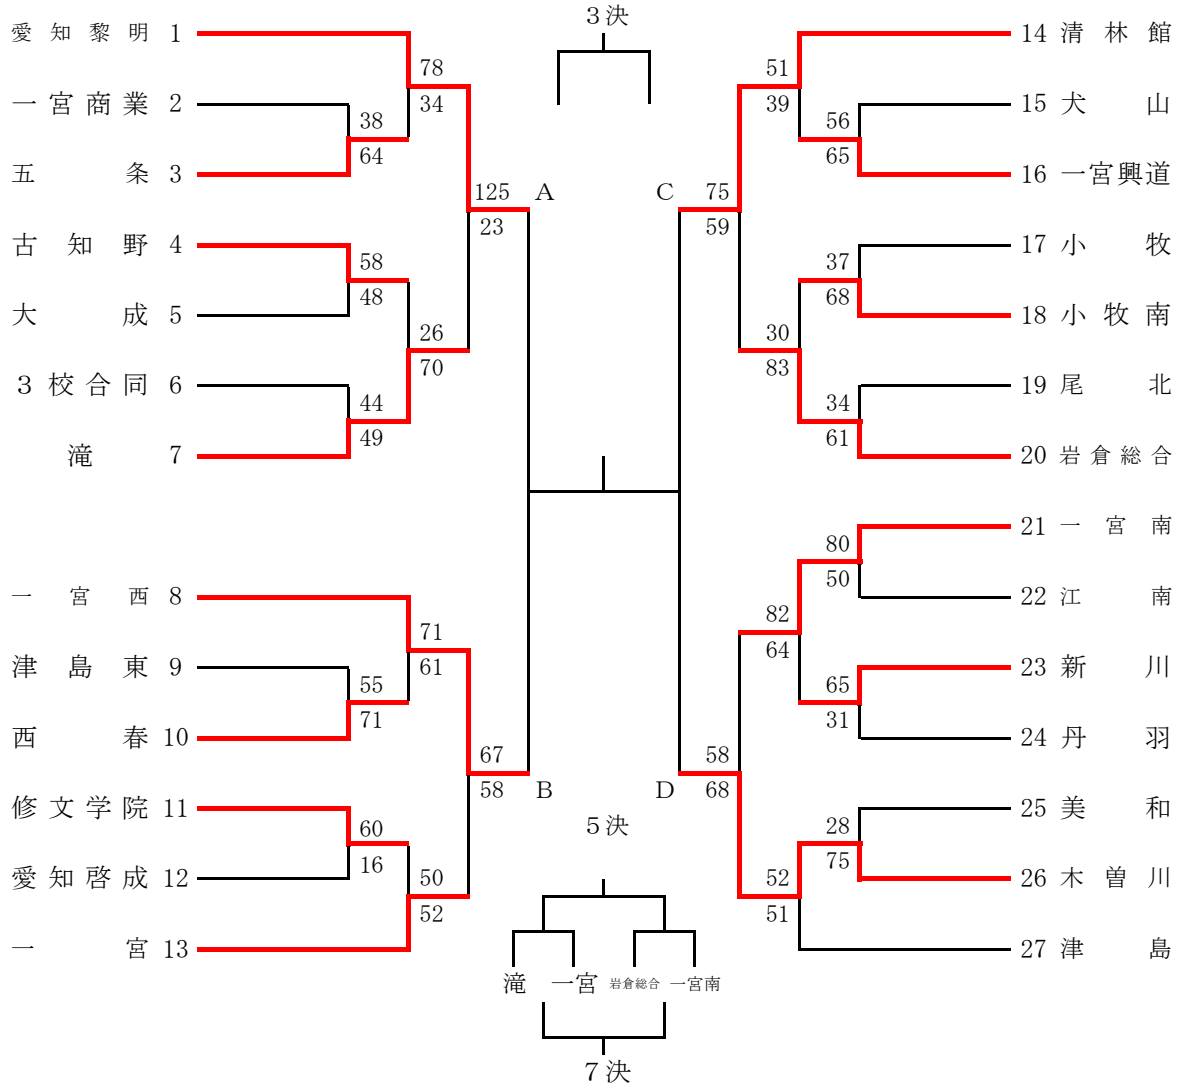 3決
愛知黎明 1
78
34
一宮商業 2
38
64
五条 3
125 A
23
古知野 4
58
48
大成 5
26
70
3校合同 6
44
49
滝 7
一宮西 8
71
61
津島東 9
55
71
西春 10
67
58 B
修文学院 11
60
16
愛知啓成 12
50
52
一宮 13
14 清林館
51
39
15 犬山
56
65
16 一宮興道
C 75
59
17 小牧
37
68
18 小牧南
30
83
19 尾北
34
61
20 岩倉総合
21 一宮南
80
50
22 江南
82
64
23 新川
65
31
24 丹羽
58
D 68
25 美和
28
75
26 木曽川
52
51
27 津島
5決
滝 一宮 岩倉総合 一宮南
7決